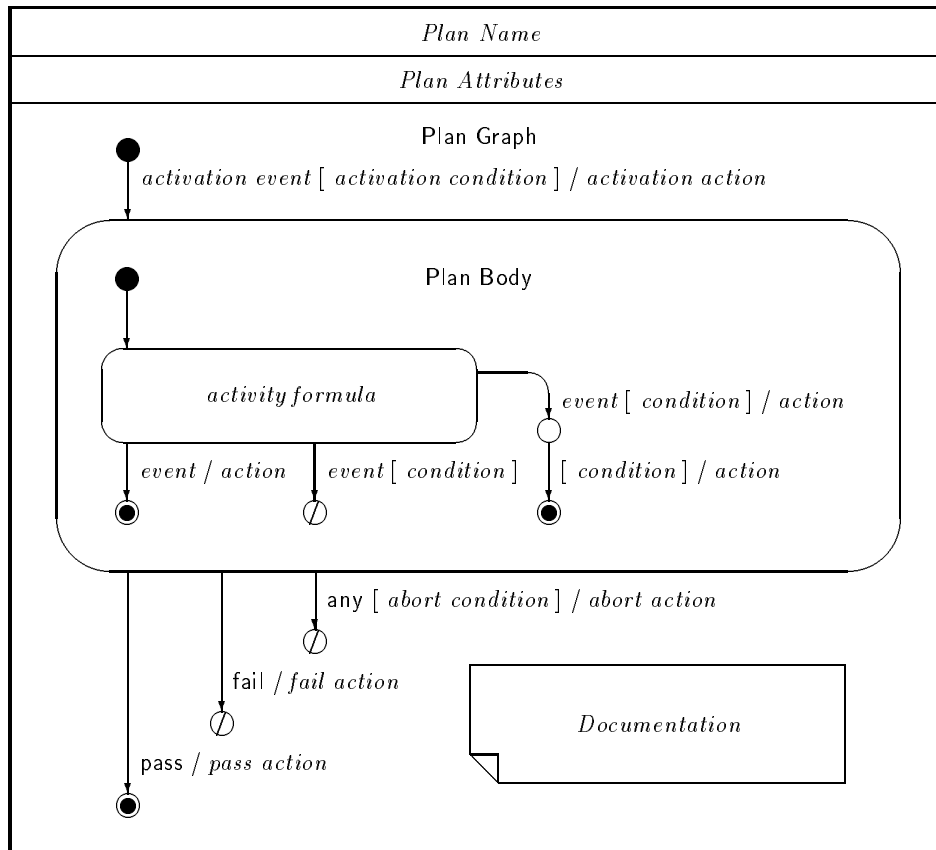 Plan Name
Plan Attributes
Plan Graph
activation event [ activation condition ] / activation action
Plan Body
activity formula
event [ condition ] / action
event / action
event [ condition ]
[ condition ] / action
any [ abort condition ] / abort action
fail / fail action
Documentation
pass / pass action